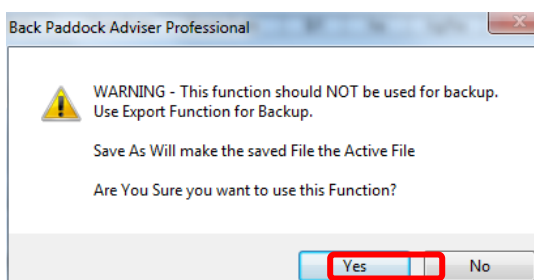 Back Paddock Adviser Professional
WARNING - This function should NOT be used for backup.
Use Export Function for Backup.
Save As Will make the saved File the Active File
Are You Sure you want to use this Function?
Yes
No